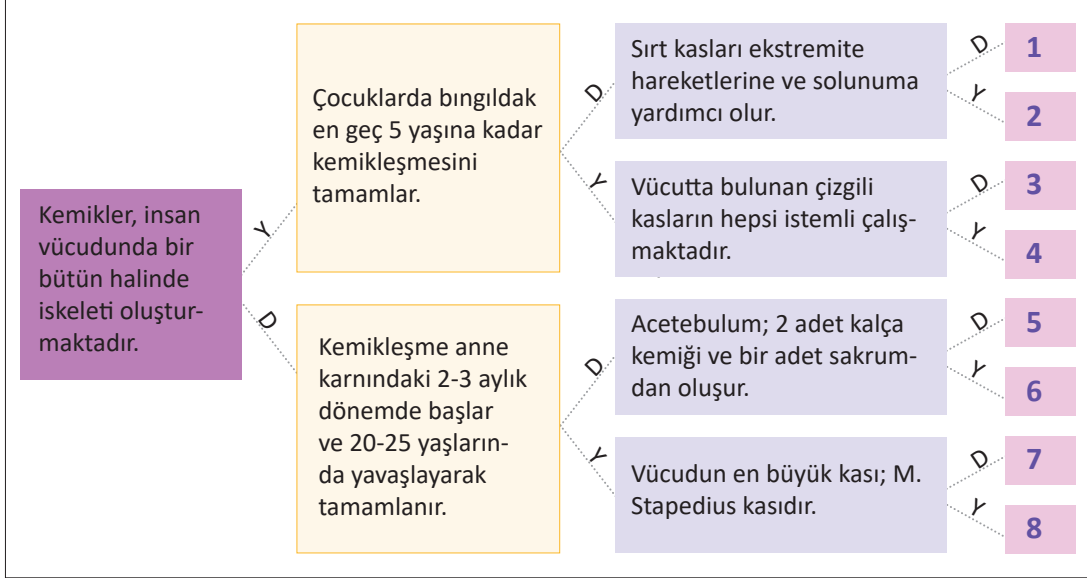 Kemikler, insan
vücudunda bir
bütün halinde
iskeleti oluştur-
maktadır.
Y
D
Çocuklarda bıngıldak
en geç 5 yaşına kadar
kemikleşmesini
tamamlar.
D
Y
Kemikleşme anne
karnındaki 2-3 aylık
dönemde başlar
ve 20-25 yaşların-
da yavaşlayarak
tamamlanır.
D
Y
Sırt kasları ekstremite
hareketlerine ve solunuma
yardımcı olur.
D
1
Y
2
Vücutta bulunan çizgili
kasların hepsi istemli çalış-
maktadır.
D
3
Y
4
Acetebulum; 2 adet kalça
kemiği ve bir adet sakrum-
dan oluşur.
D
5
Y
6
Vücudun en büyük kası; M.
Stapedius kasıdır.
D
7
Y
8